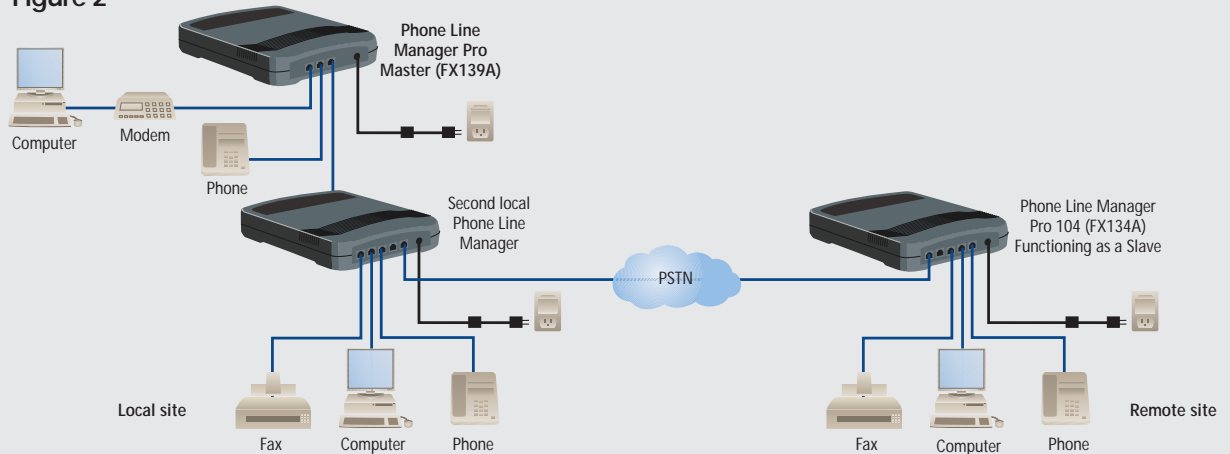 Figure 2
Phone Line
Manager Pro
Master (FX139A)
Computer
Modem
Phone
Second local
Phone Line
Manager
PSTN
Phone Line Manager
Pro 104 (FX134A)
Functioning as a Slave
Local site
Fax
Computer
Phone
Fax
Computer
Phone
Remote site